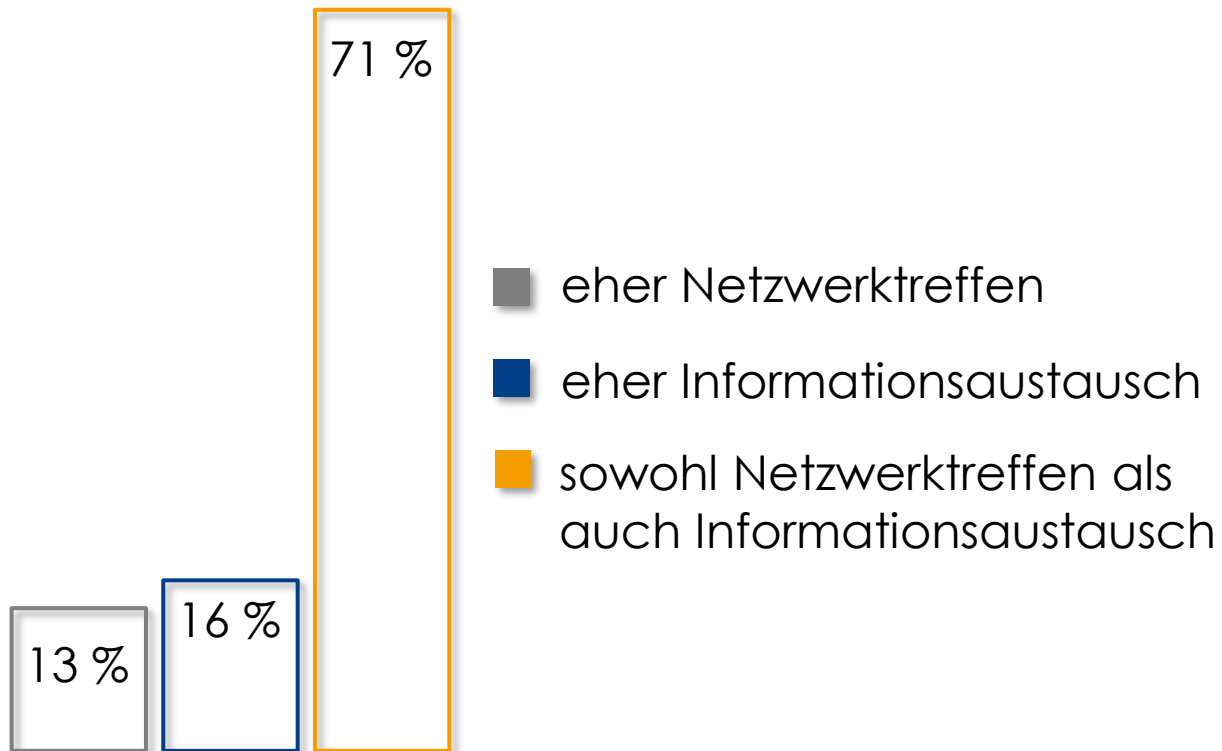 71 %
eher Netzwerktreffen
eher Informationsaustausch
sowohl Netzwerktreffen als
auch Informationsaustausch
16 %
13 %